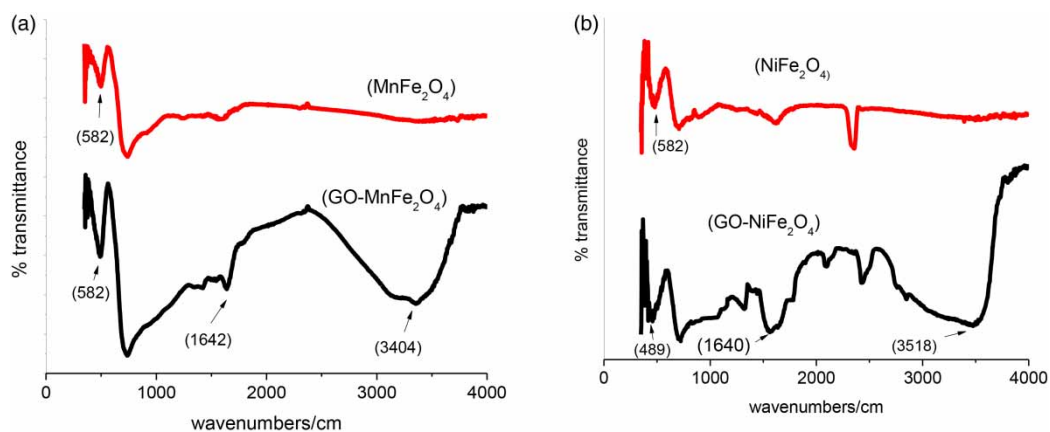 (a)
(MnFe₂O₄)
(582)
(GO-MnFe₂O₄)
(582)
(1642)
(3404)
% transmittance
0 1000 2000 3000 4000
wavenumbers/cm
(b)
(NiFe₂O₄)
(582)
(GO-NiFe₂O₄)
(489)
(1640)
(3518)
% transmittance
0 1000 2000 3000 4000
wavenumbers/cm